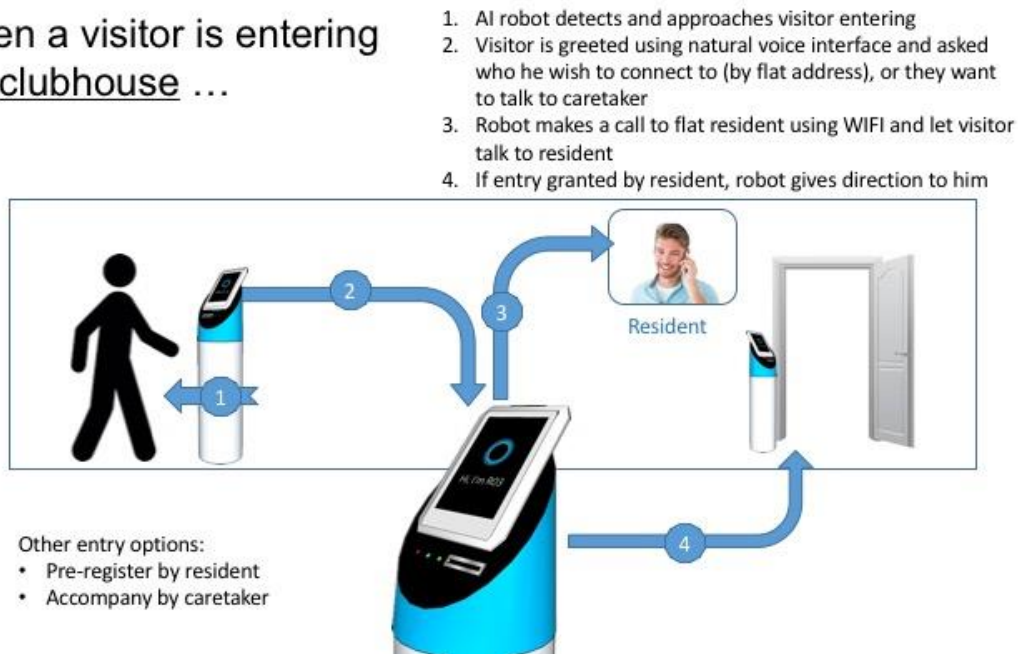 en a visitor is entering
clubhouse ...
1. AI robot detects and approaches visitor entering
2. Visitor is greeted using natural voice interface and asked
who he wish to connect to (by flat address), or they want
to talk to caretaker
3. Robot makes a call to flat resident using WIFI and let visitor
talk to resident
4. If entry granted by resident, robot gives direction to him
2
3
Resident
1
Hi, I'm R03
4
Other entry options:
• Pre-register by resident
• Accompany by caretaker